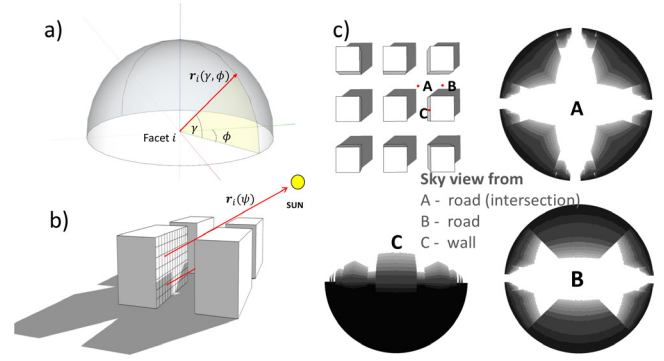 a)
r_i(γ, ϕ)
Facet i
γ
ϕ
b)
r_i(ψ)
SUN
c)
A
B
C
Sky view from
A - road (intersection)
B - road
C - wall
A
C
B